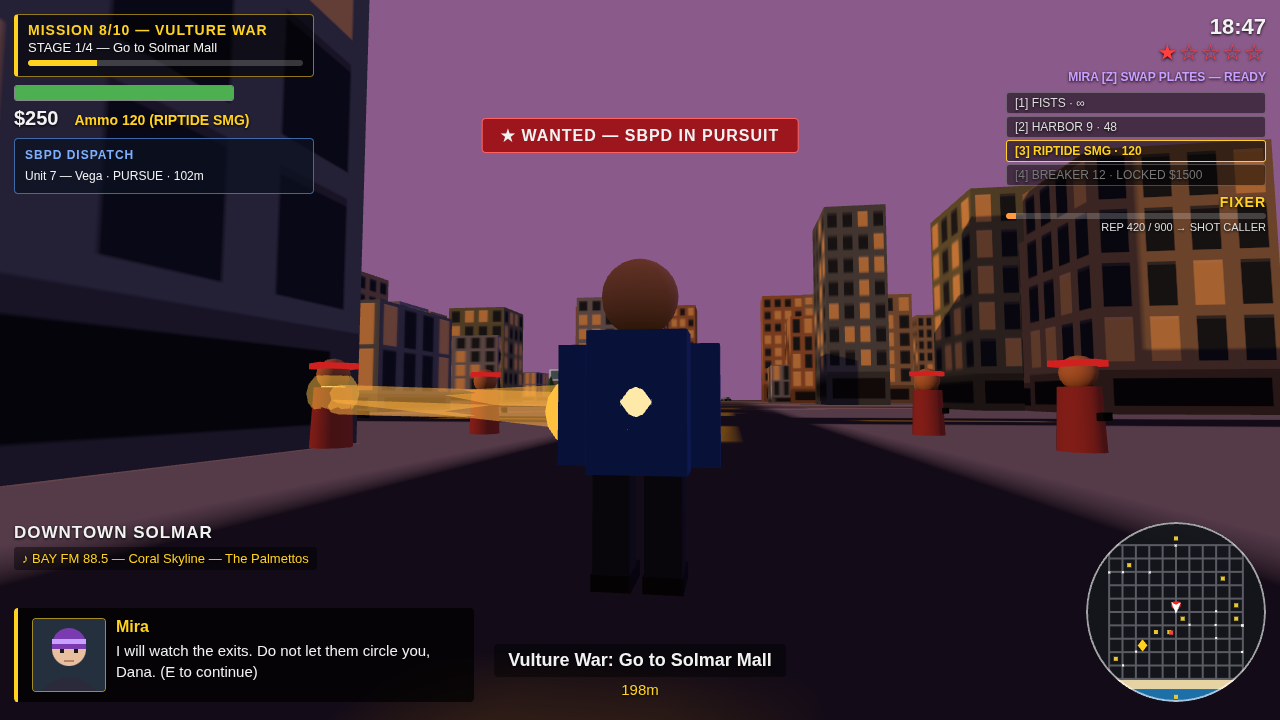 MISSION 8/10 — VULTURE WAR
STAGE 1/4 — Go to Solmar Mall
$250 Ammo 120 (RIPTIDE SMG)
SBPD DISPATCH
Unit 7 — Vega · PURSUE · 102m
★ WANTED — SBPD IN PURSUIT
18:47
★☆☆☆☆
MIRA [Z] SWAP PLATES — READY
[1] FISTS · ∞
[2] HARBOR 9 · 48
[3] RIPTIDE SMG · 120
[4] BREAKER 12 · LOCKED $1500
FIXER
REP 420 / 900 → SHOT CALLER
DOWNTOWN SOLMAR
♪ BAY FM 88.5 — Coral Skyline — The Palmettos
Mira
I will watch the exits. Do not let them circle you,
Dana. (E to continue)
Vulture War: Go to Solmar Mall
198m